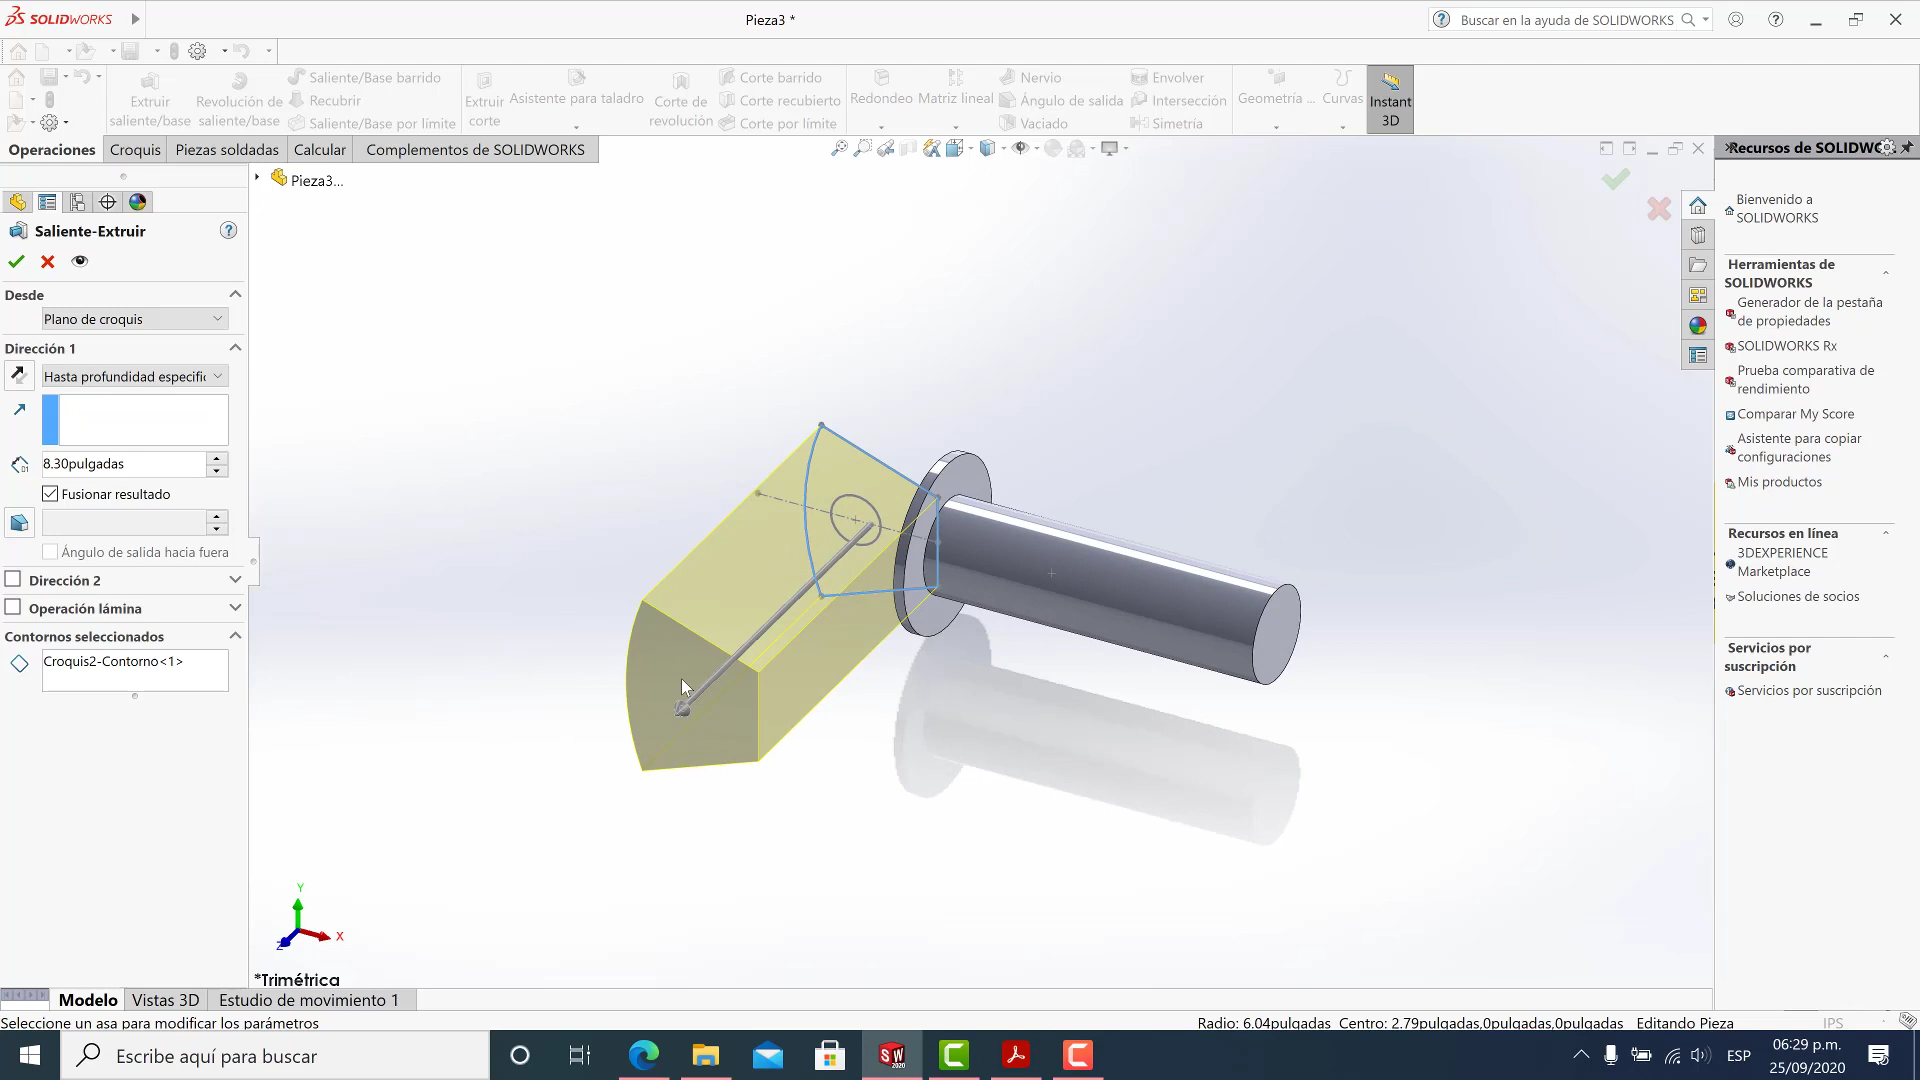 SOLIDWORKS
Pieza3 *
Buscar en la ayuda de SOLIDWORKS
Extruir saliente/base
Revolución de saliente/base
Saliente/Base barrido
Recubrir
Saliente/Base por límite
Extruir corte
Asistente para taladro
Corte de revolución
Corte barrido
Corte recubierto
Corte por límite
Redondeo
Matriz lineal
Nervio
Ángulo de salida
Vaciado
Envolver
Intersección
Simetría
Geometría ...
Curvas
Instant 3D
Operaciones
Croquis
Piezas soldadas
Calcular
Complementos de SOLIDWORKS
Pieza3...
Saliente-Extruir
Desde
Plano de croquis
Dirección 1
Hasta profundidad especific
D1
8.30pulgadas
Fusionar resultado
Ángulo de salida hacia fuera
Dirección 2
Operación lámina
Contornos seleccionados
Croquis2-Contorno<1>
Y
X
Z
*Trimétrica
Recursos de SOLIDWO
Bienvenido a
SOLIDWORKS
Herramientas de
SOLIDWORKS
Generador de la pestaña
de propiedades
SOLIDWORKS Rx
Prueba comparativa de
rendimiento
Comparar My Score
Asistente para copiar
configuraciones
Mis productos
Recursos en línea
3DEXPERIENCE
Marketplace
Soluciones de socios
Servicios por
suscripción
Servicios por suscripción
Modelo
Vistas 3D
Estudio de movimiento 1
Seleccione un asa para modificar los parámetros
Radio: 6.04pulgadas Centro: 2.79pulgadas,0pulgadas,0pulgadas
Editando Pieza
IPS
Escribe aquí para buscar
SW
2020
ESP
06:29 p.m.
25/09/2020